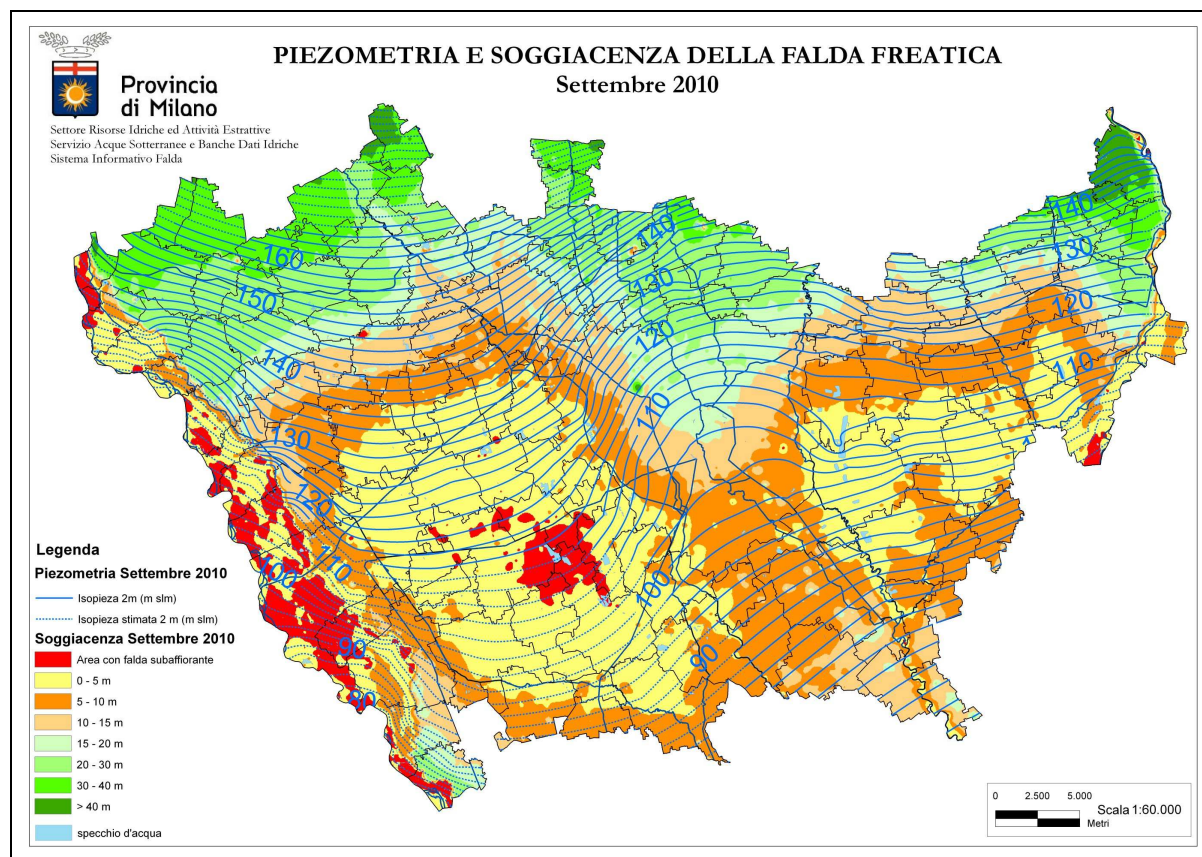 PIEZOMETRIA E SOGGIACENZA DELLA FALDA FREATICA
Settembre 2010
Provincia
di Milano
Settore Risorse Idriche ed Attività Estrattive
Servizio Acque Sotterranee e Banche Dati Idriche
Sistema Informativo Falda
160
150
140
130
120
110
100
90
80
140
130
120
110
100
90
140
130
120
110
Legenda
Piezometria Settembre 2010
Isopieza 2m (m slm)
Isopieza stimata 2 m (m slm)
Soggiacenza Settembre 2010
Area con falda subaffiorante
0 - 5 m
5 - 10 m
10 - 15 m
15 - 20 m
20 - 30 m
30 - 40 m
> 40 m
specchio d'acqua
0 2.500 5.000
Scala 1:60.000
Metri